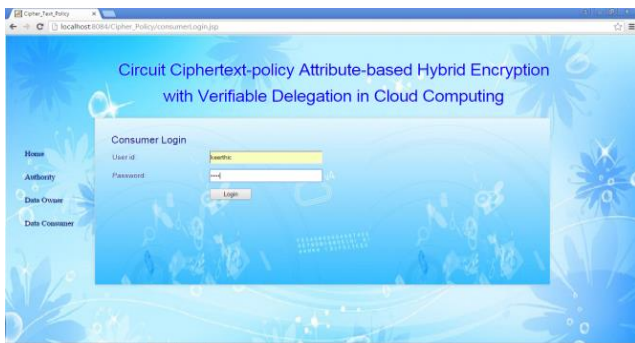 Cipher_Text_Policy
localhost:8084/Cipher_Policy/consumerLogin.jsp
Circuit Ciphertext-policy Attribute-based Hybrid Encryption
with Verifiable Delegation in Cloud Computing
Consumer Login
Home
User id
Authority
Password
Login
Data Owner
Data Consumer